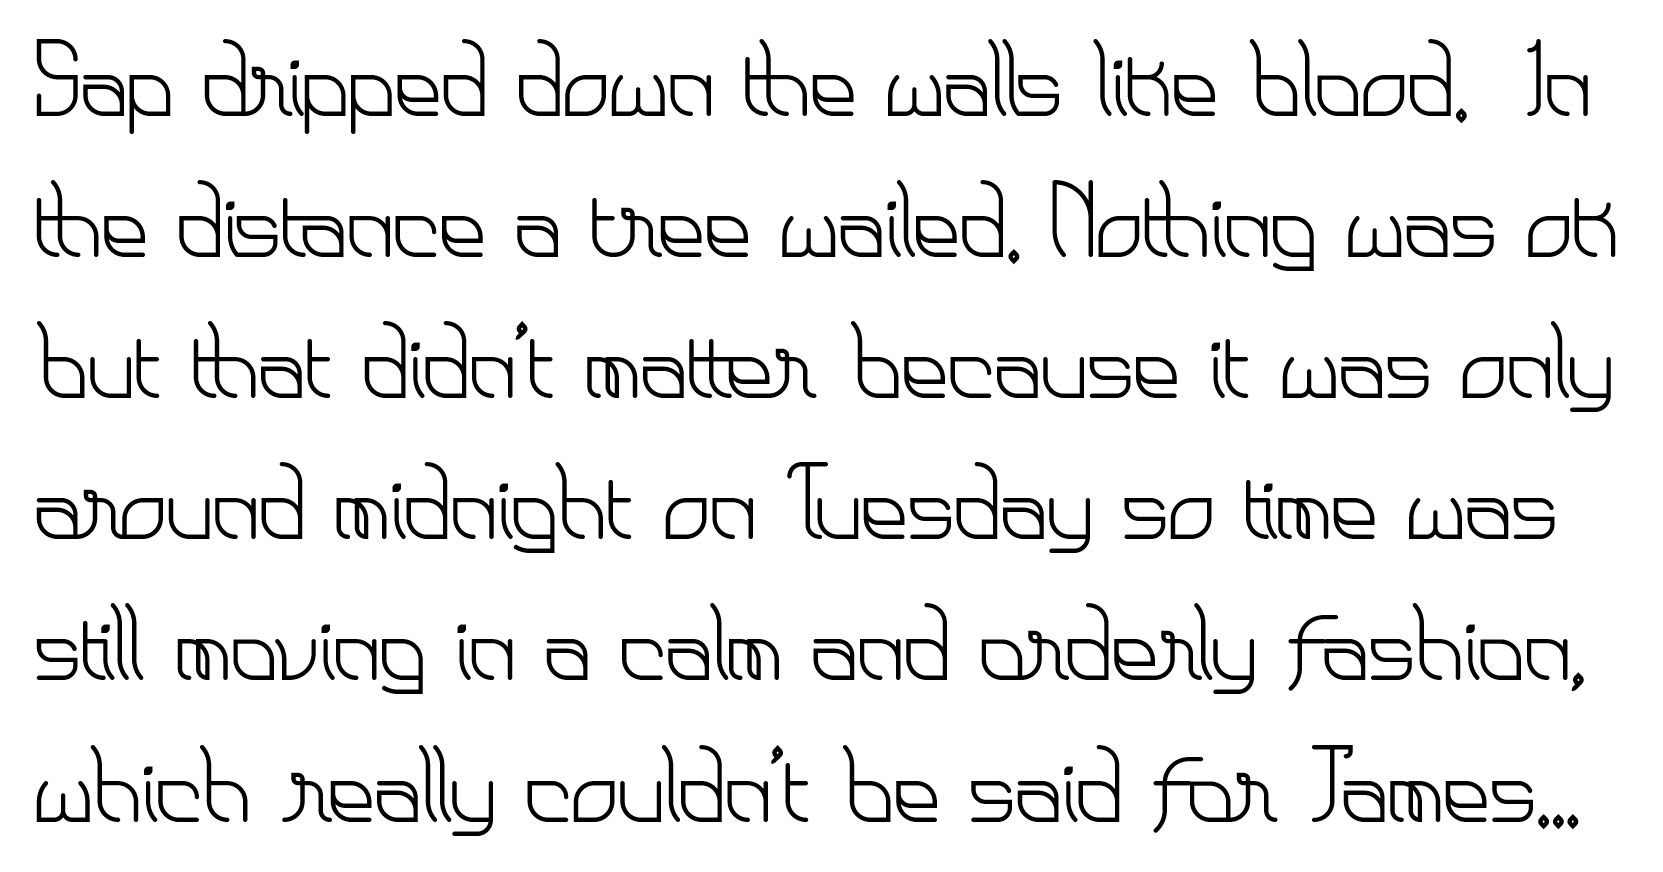 Sap dripped down the walls like blood.  In
the distance a tree wailed. Nothing was ok
but that didn't matter because it was only
around midnight on Tuesday so time was
still moving in a calm and orderly fashion,
which really couldn't be said for James...